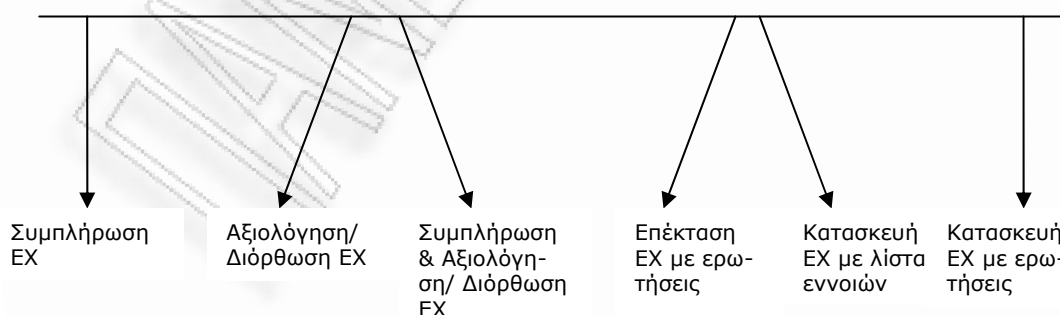 Συμπλήρωση
ΕΧ
Αξιολόγηση/
Διόρθωση ΕΧ
Συμπλήρωση
& Αξιολόγη-
ση/ Διόρθωση
ΕΧ
Επέκταση
ΕΧ με ερω-
τήσεις
Κατασκευή
ΕΧ με λίστα
εννοιών
Κατασκευή
ΕΧ με ερω-
τήσεις